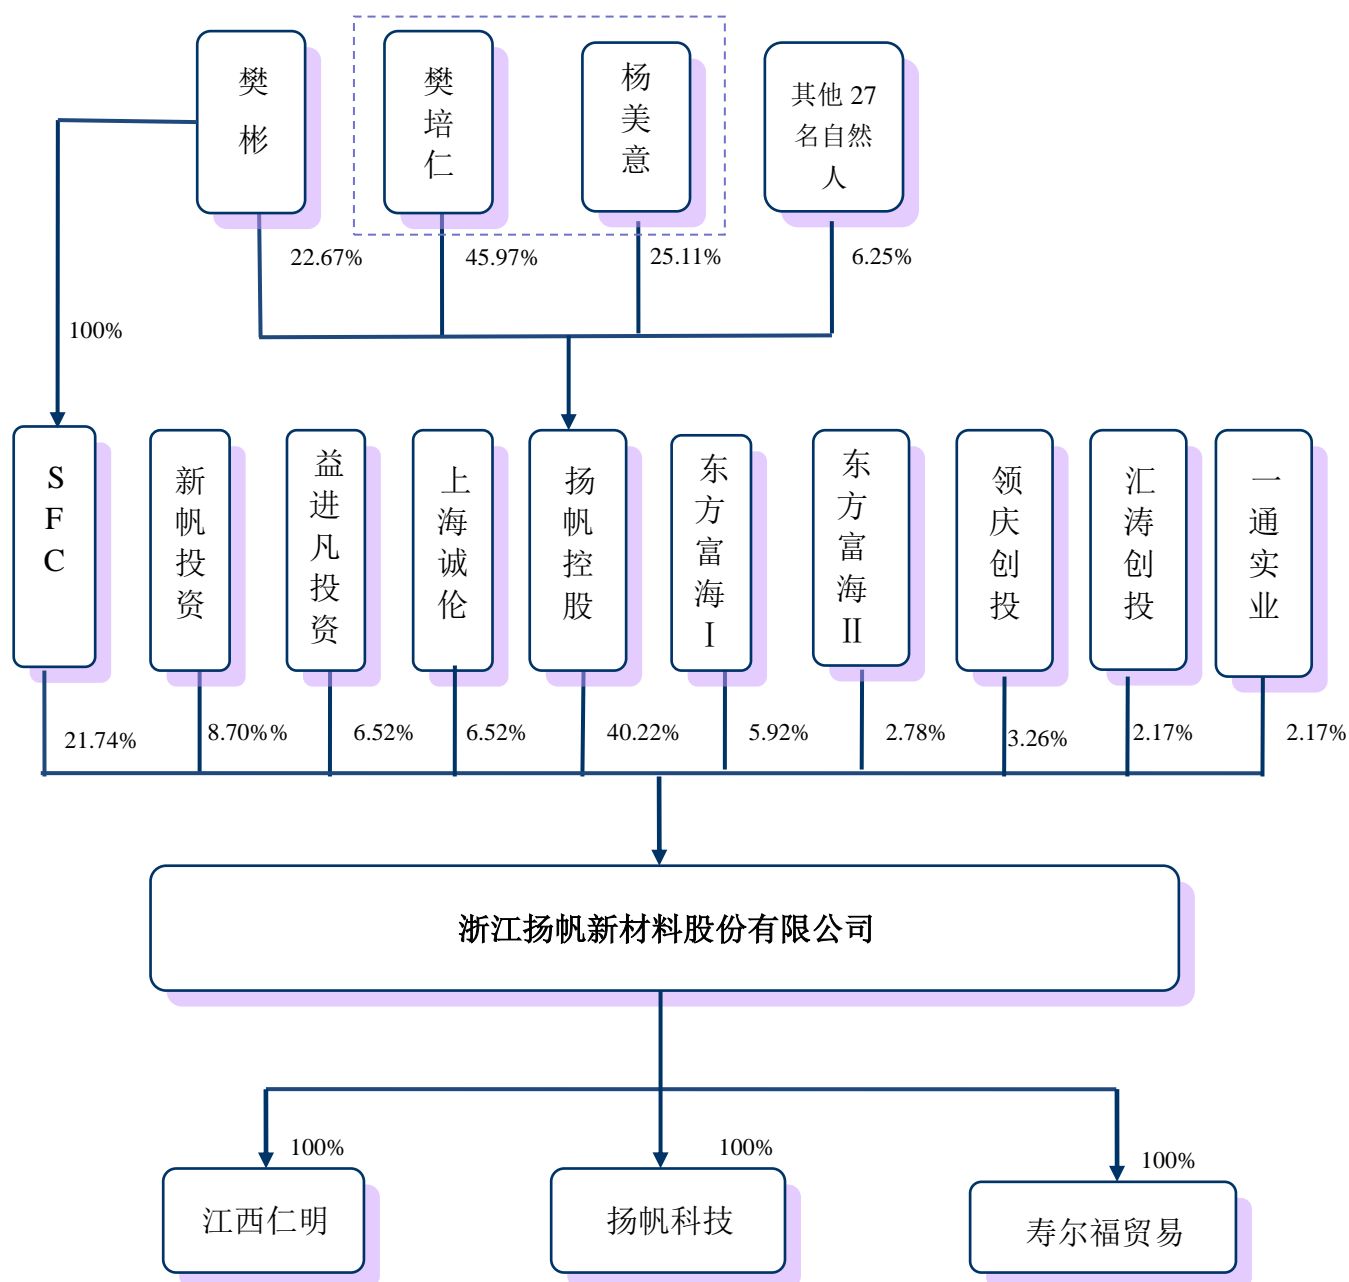 樊彬
樊培仁
杨美意
其他 27
名自然
人
22.67%
45.97%
25.11%
6.25%
100%
SFC
新帆投资
益进凡投资
上海诚伦
扬帆控股
东方富海Ⅰ
东方富海Ⅱ
领庆创投
汇涛创投
一通实业
21.74%
8.70%%
6.52%
6.52%
40.22%
5.92%
2.78%
3.26%
2.17%
2.17%
浙江扬帆新材料股份有限公司
100%
100%
100%
江西仁明
扬帆科技
寿尔福贸易